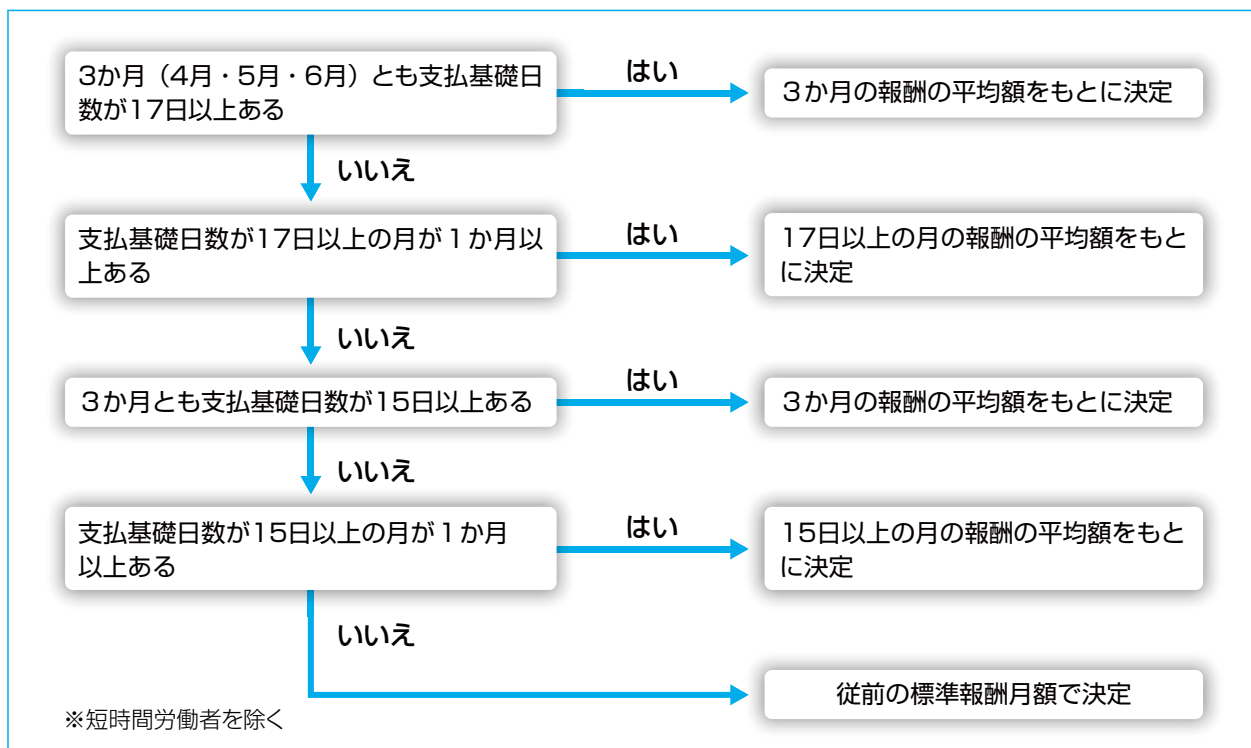 3か月（4月・5月・6月）とも支払基礎日
数が17日以上ある
はい
３か月の報酬の平均額をもとに決定
いいえ
支払基礎日数が17日以上の月が１か月以
上ある
はい
17日以上の月の報酬の平均額をもと
に決定
いいえ
３か月とも支払基礎日数が15日以上ある
はい
３か月の報酬の平均額をもとに決定
いいえ
支払基礎日数が15日以上の月が１か月
以上ある
はい
15日以上の月の報酬の平均額をもと
に決定
いいえ
従前の標準報酬月額で決定
※短時間労働者を除く